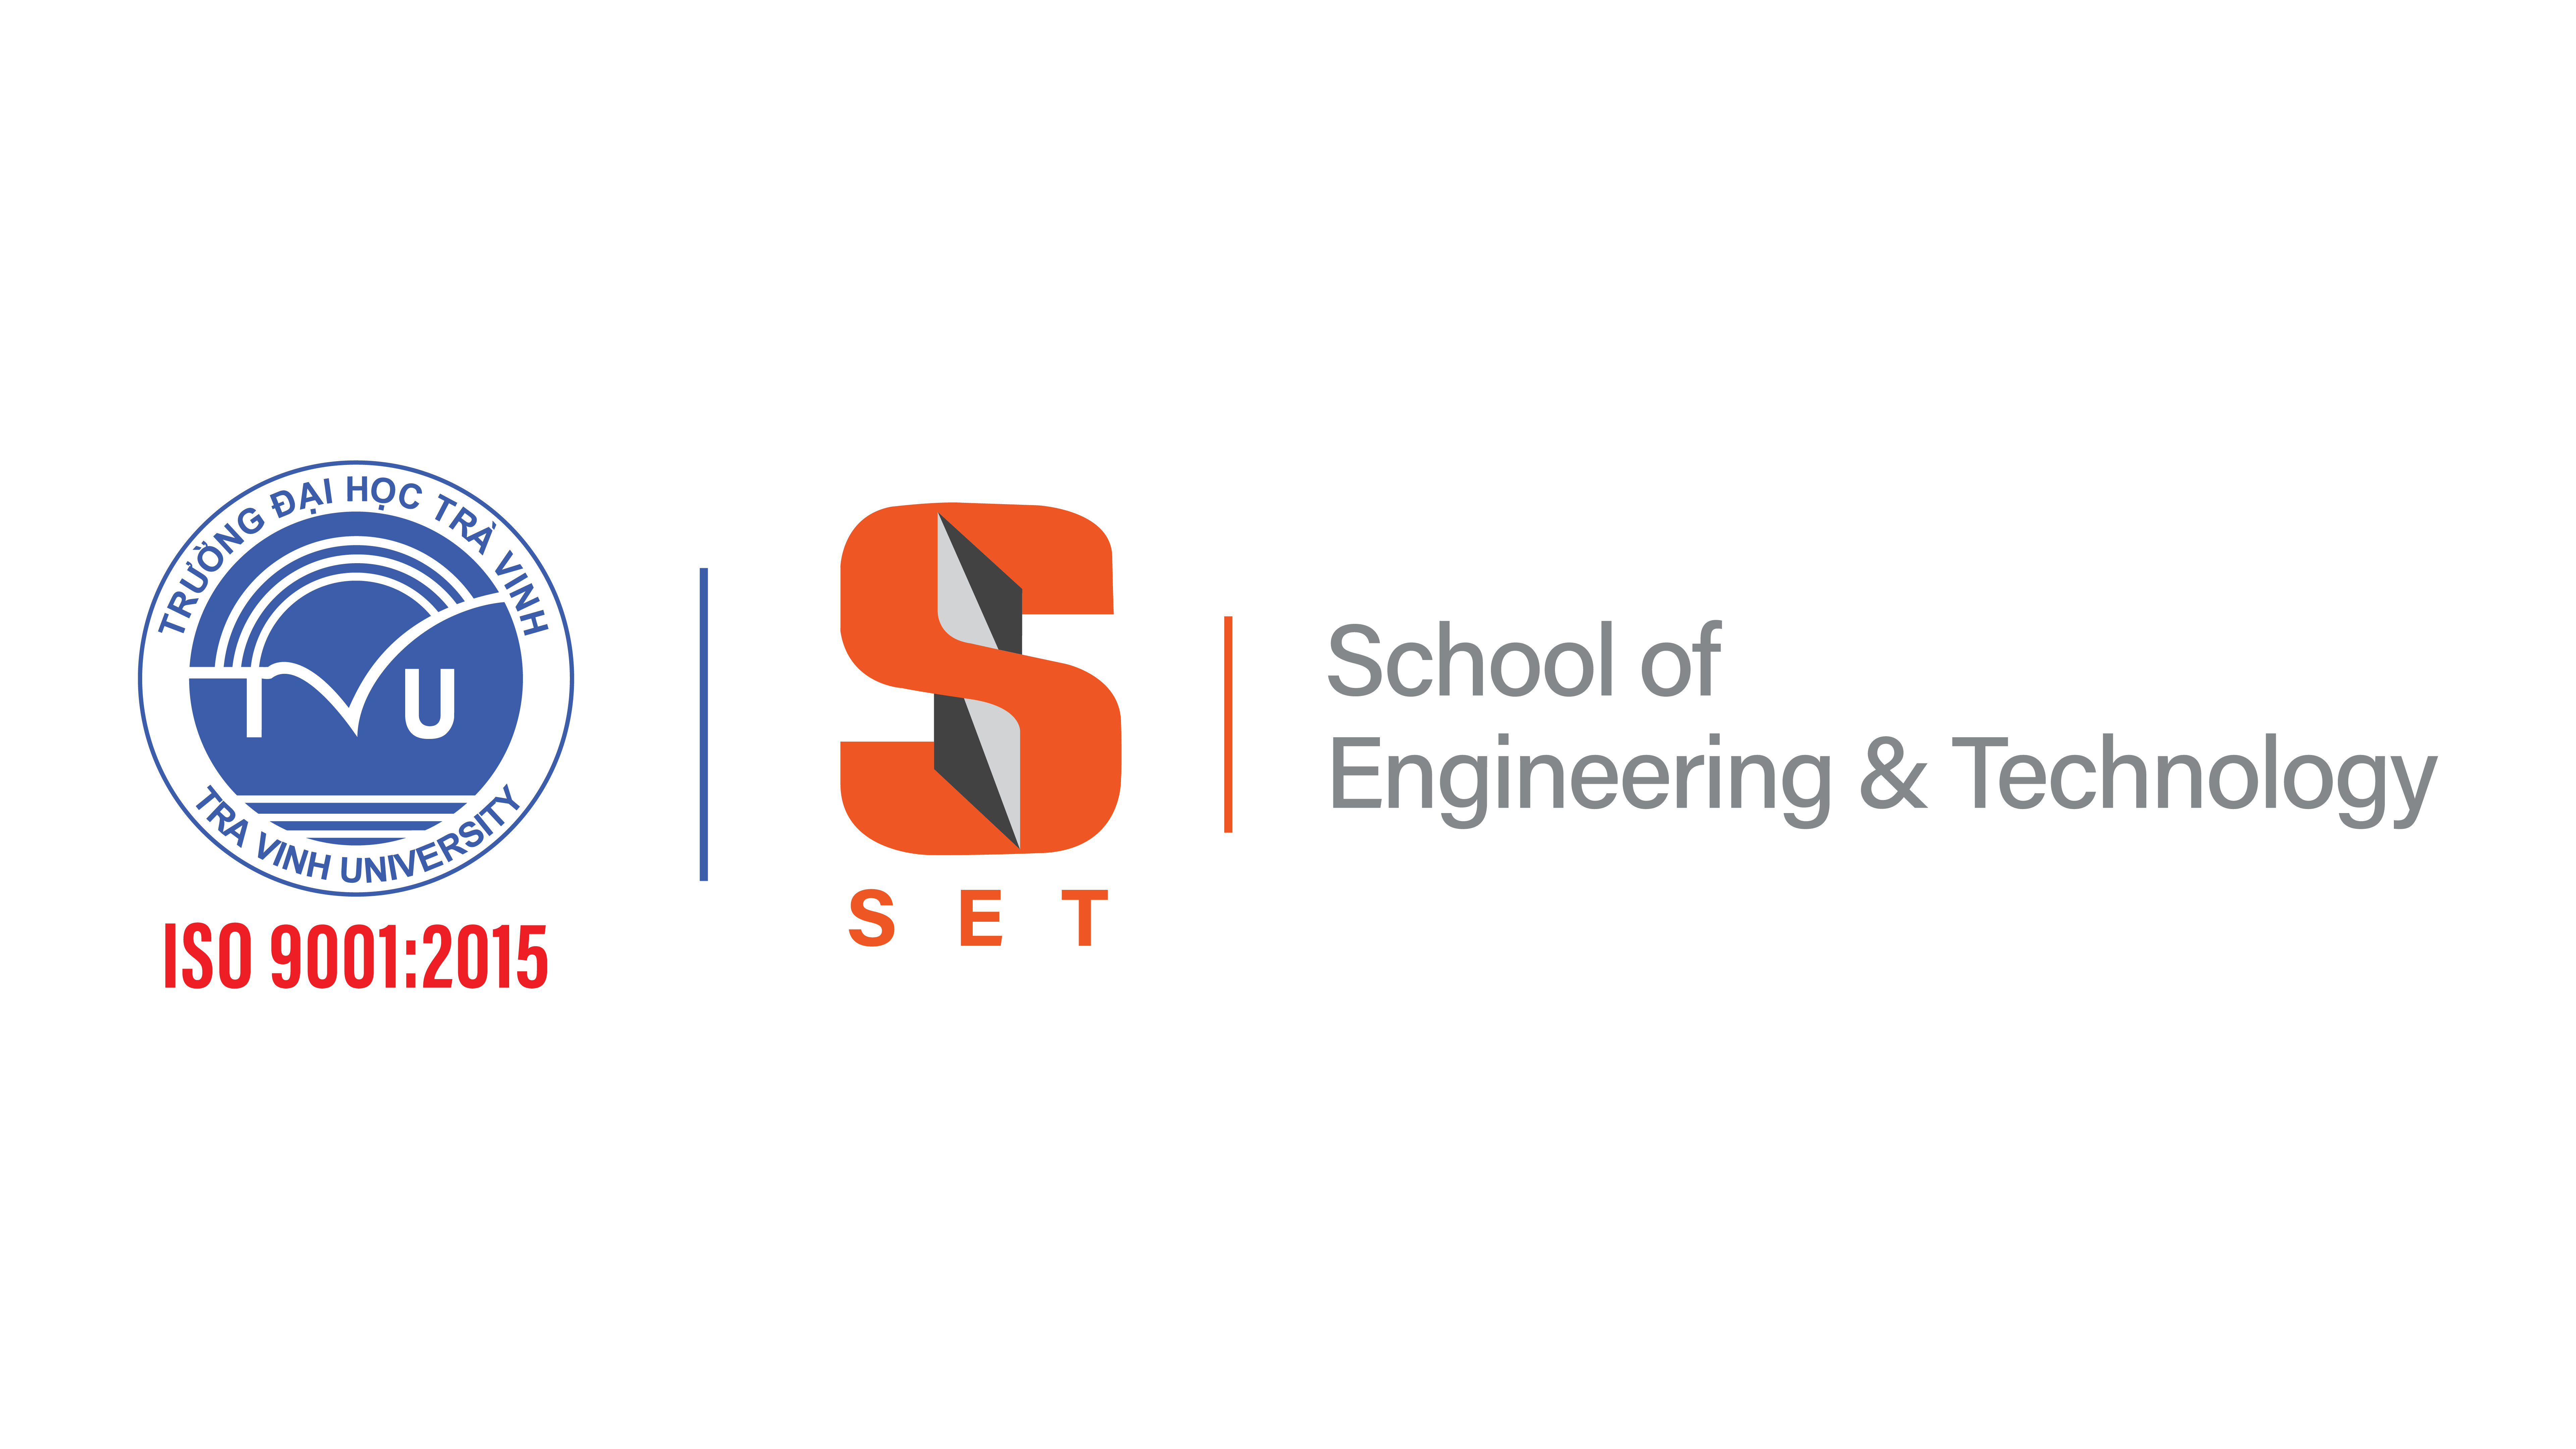 TRƯỜNG ĐẠI HỌC TRÀ VINH
TVU
TRA VINH UNIVERSITY
ISO 9001:2015
S
SET
School of
Engineering & Technology